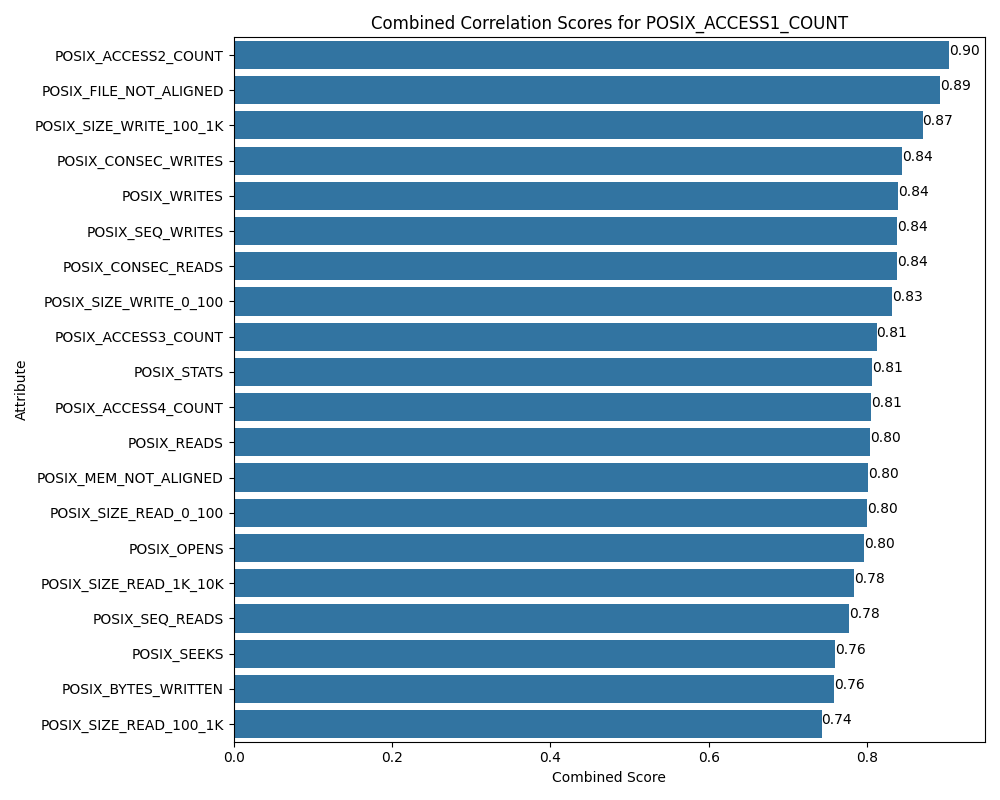 Combined Correlation Scores for POSIX_ACCESS1_COUNT
POSIX_ACCESS2_COUNT 0.90
POSIX_FILE_NOT_ALIGNED 0.89
POSIX_SIZE_WRITE_100_1K 0.87
POSIX_CONSEC_WRITES 0.84
POSIX_WRITES 0.84
POSIX_SEQ_WRITES 0.84
POSIX_CONSEC_READS 0.84
POSIX_SIZE_WRITE_0_100 0.83
POSIX_ACCESS3_COUNT 0.81
POSIX_STATS 0.81
POSIX_ACCESS4_COUNT 0.81
POSIX_READS 0.80
POSIX_MEM_NOT_ALIGNED 0.80
POSIX_SIZE_READ_0_100 0.80
POSIX_OPENS 0.80
POSIX_SIZE_READ_1K_10K 0.78
POSIX_SEQ_READS 0.78
POSIX_SEEKS 0.76
POSIX_BYTES_WRITTEN 0.76
POSIX_SIZE_READ_100_1K 0.74
Attribute
0.0 0.2 0.4 0.6 0.8
Combined Score